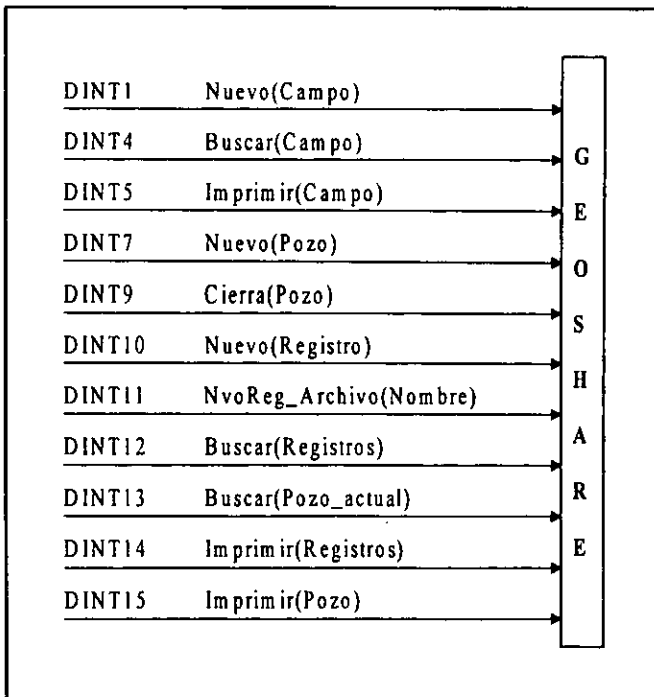 DINT1 Nuevo(Campo)
DINT4 Buscar(Campo)
DINT5 Imprimir(Campo)
DINT7 Nuevo(Pozo)
DINT9 Cierra(Pozo)
DINT10 Nuevo(Registro)
DINT11 NvoReg_Archivo(Nombre)
DINT12 Buscar(Registros)
DINT13 Buscar(Pozo_actual)
DINT14 Imprimir(Registros)
DINT15 Imprimir(Pozo)
G
E
O
S
H
A
R
E